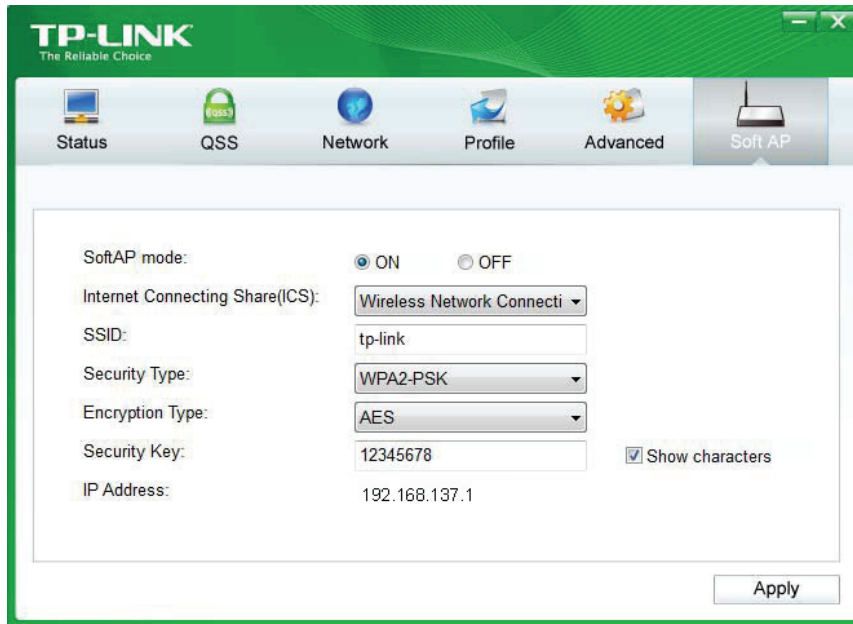 TP-LINK
The Reliable Choice
Status QSS Network Profile Advanced Soft AP
SoftAP mode: ON OFF
Internet Connecting Share(ICS): Wireless Network Connecti
SSID: tp-link
Security Type: WPA2-PSK
Encryption Type: AES
Security Key: 12345678 Show characters
IP Address: 192.168.137.1
Apply